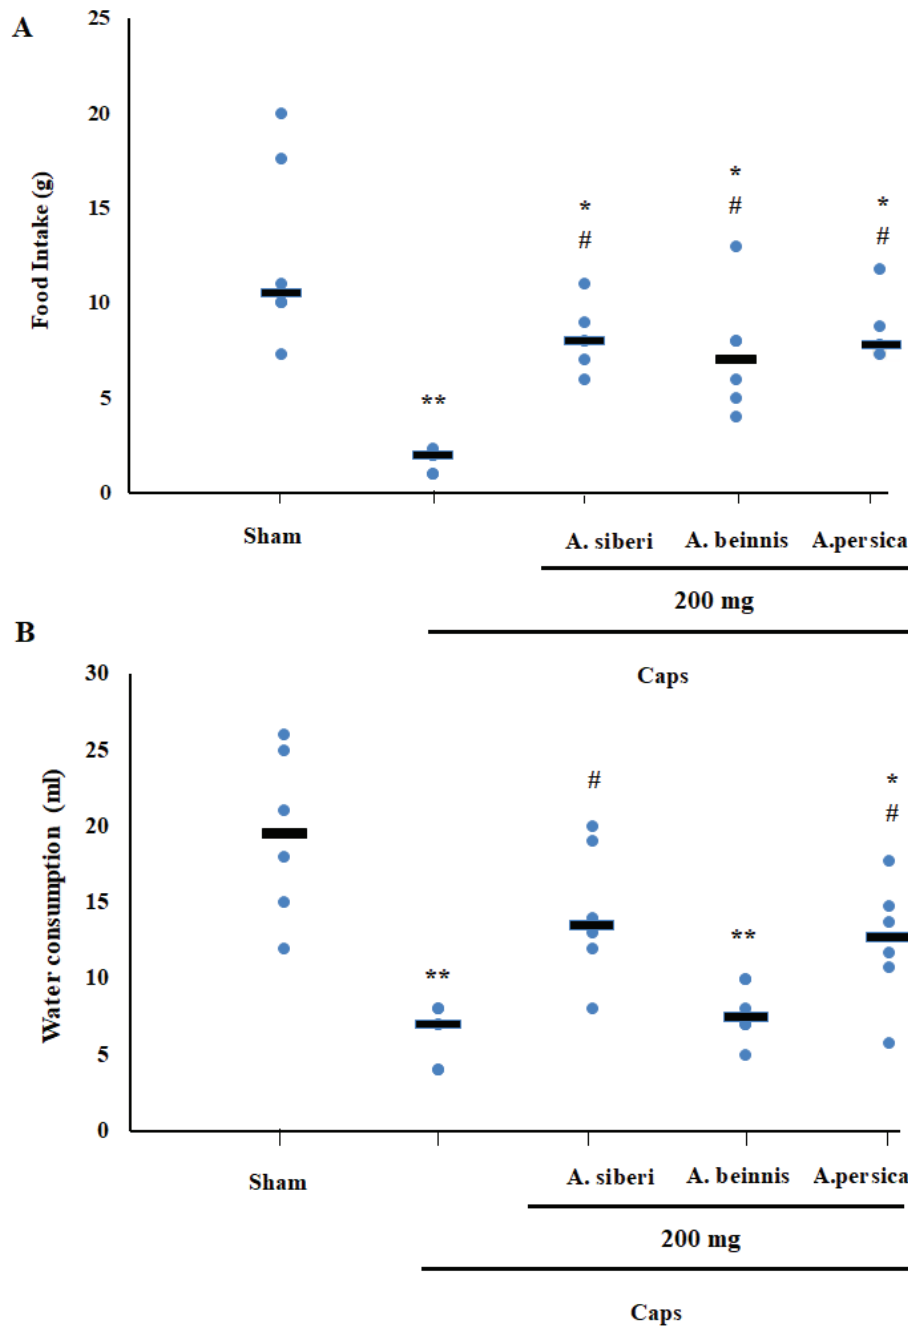 A
25
20
15
10
5
0
Food Intake (g)
*
#
*
#
*
#
**
Sham
A. siberi A. beinnis A.persica
200 mg
Caps
B
30
25
20
15
10
5
0
Water consumption (ml)
#
*
#
**
**
Sham
A. siberi A. beinnis A.persica
200 mg
Caps